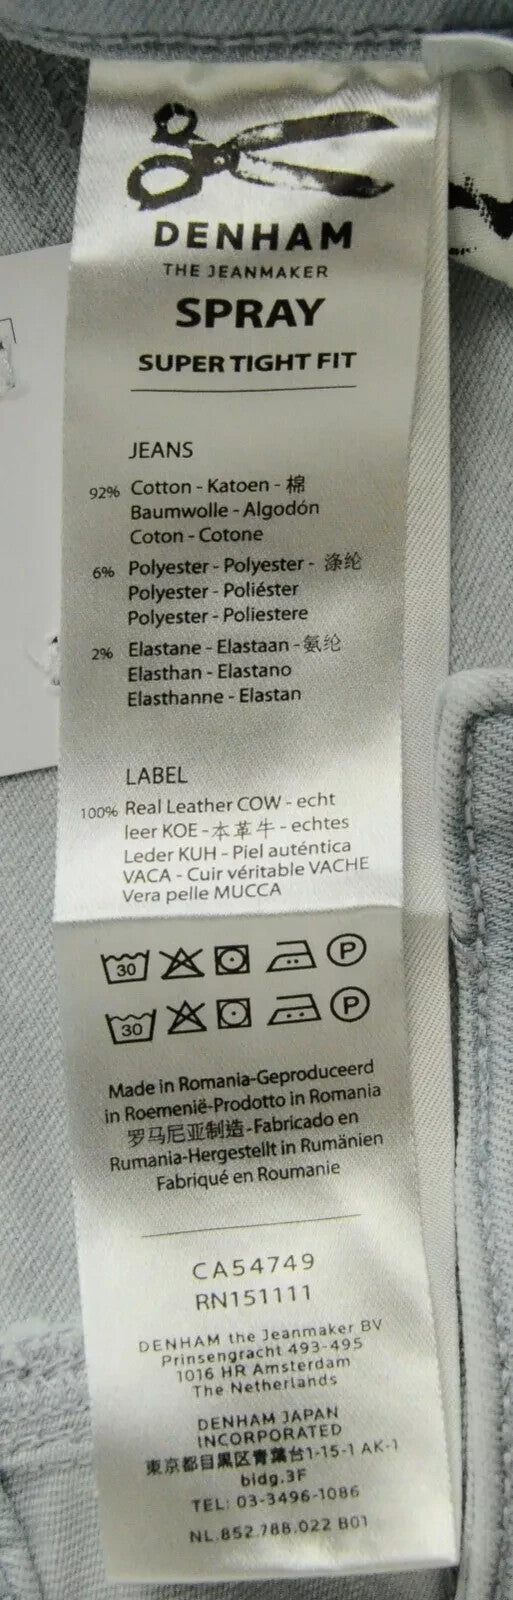 DENHAM
THE JEANMAKER
SPRAY
SUPER TIGHT FIT
JEANS
92% Cotton - Katoen - 棉
Baumwolle - Algodón
Coton - Cotone
6% Polyester - Polyester - 涤纶
Polyester - Poliéster
Polyester - Poliestere
2% Elastane - Elastaan - 氨纶
Elasthan - Elastano
Elasthanne - Elastan
LABEL
100% Real Leather COW - echt
leer KOE - 本革牛 - echtes
Leder KUH - Piel auténtica
VACA - Cuir véritable VACHE
Vera pelle MUCCA
30 P
30 P
Made in Romania-Geproduceerd
in Roemenië-Prodotto in Romania
罗马尼亚制造-Fabricado en
Rumania-Hergestellt in Rumänien
Fabriqué en Roumanie
CA54749
RN151111
DENHAM the Jeanmaker BV
Prinsengracht 493-495
1016 HR Amsterdam
The Netherlands
DENHAM JAPAN
INCORPORATED
東京都目黒区青葉台1-15-1 AK-1
bldg.3F
TEL: 03-3496-1086
NL.852.788.022 B01